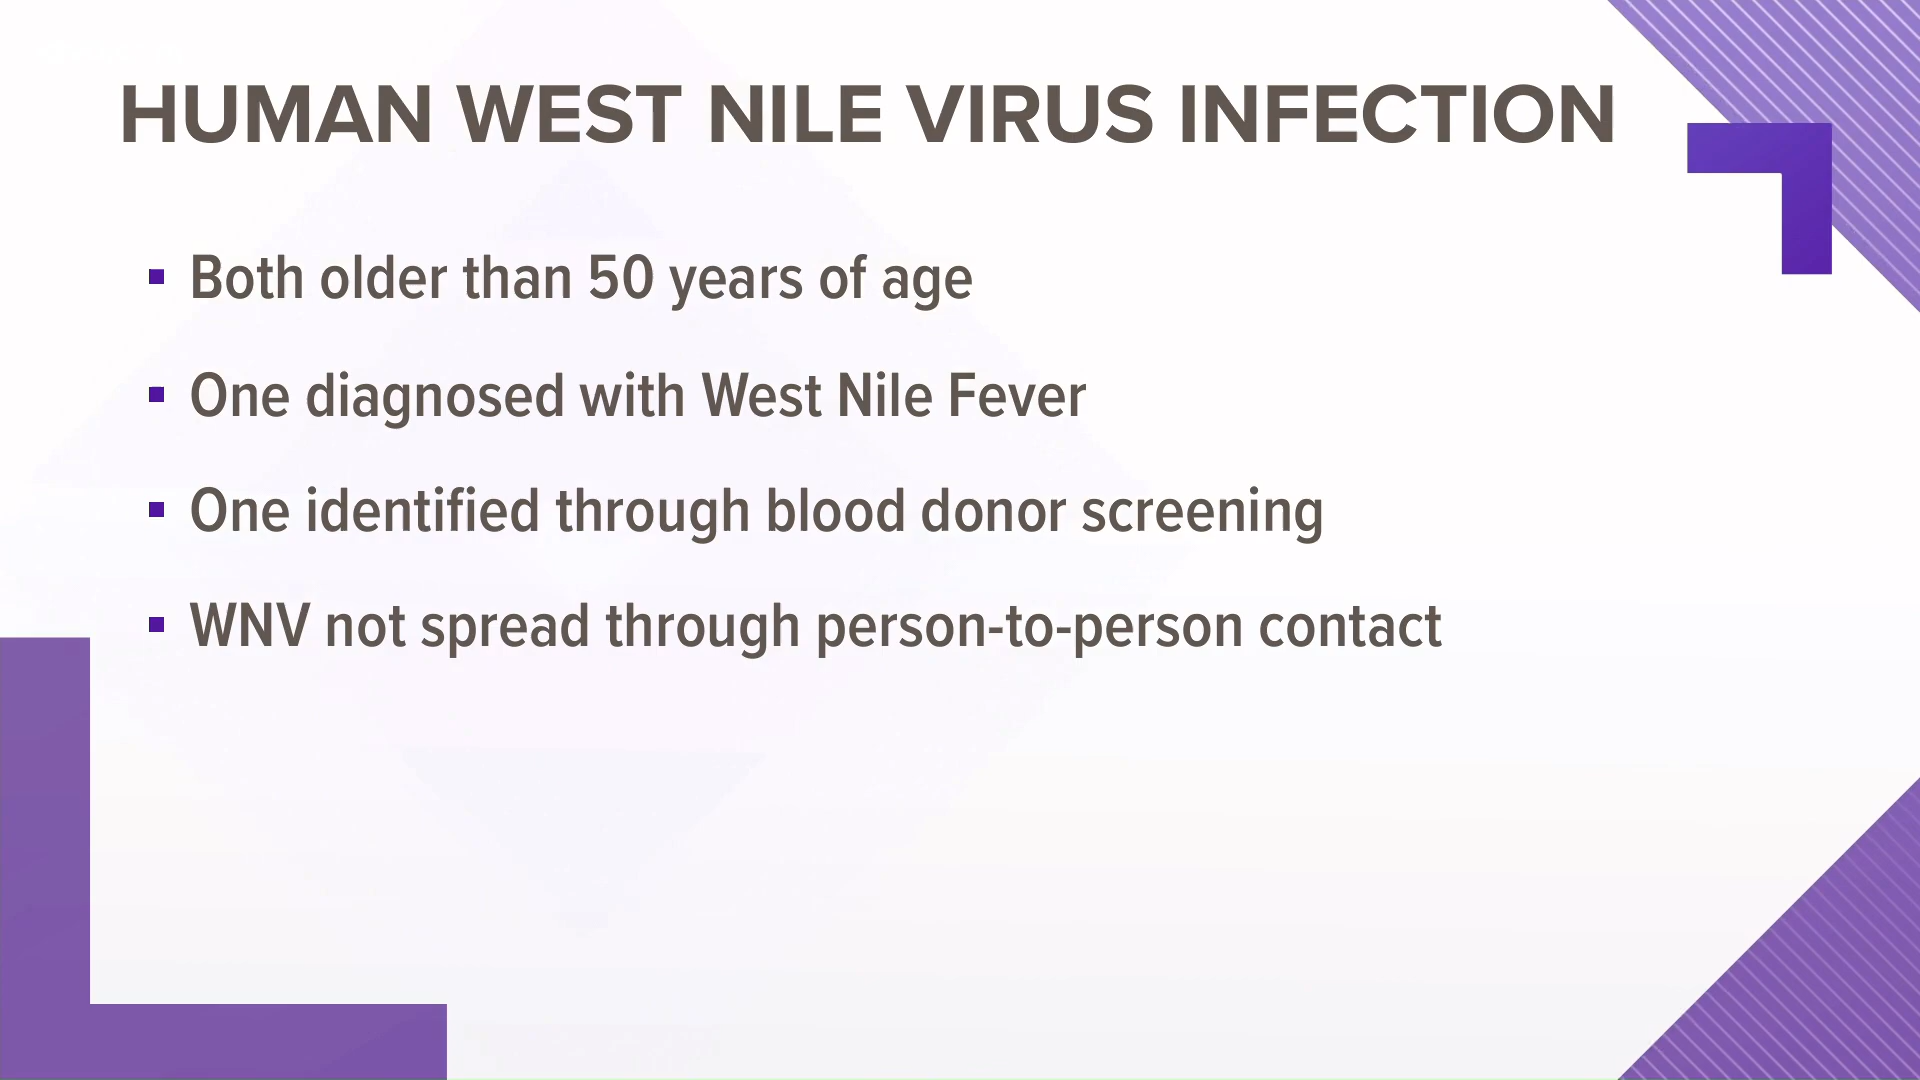 HUMAN WEST NILE VIRUS INFECTION
Both older than 50 years of age
One diagnosed with West Nile Fever
One identified through blood donor screening
WNV not spread through person-to-person contact